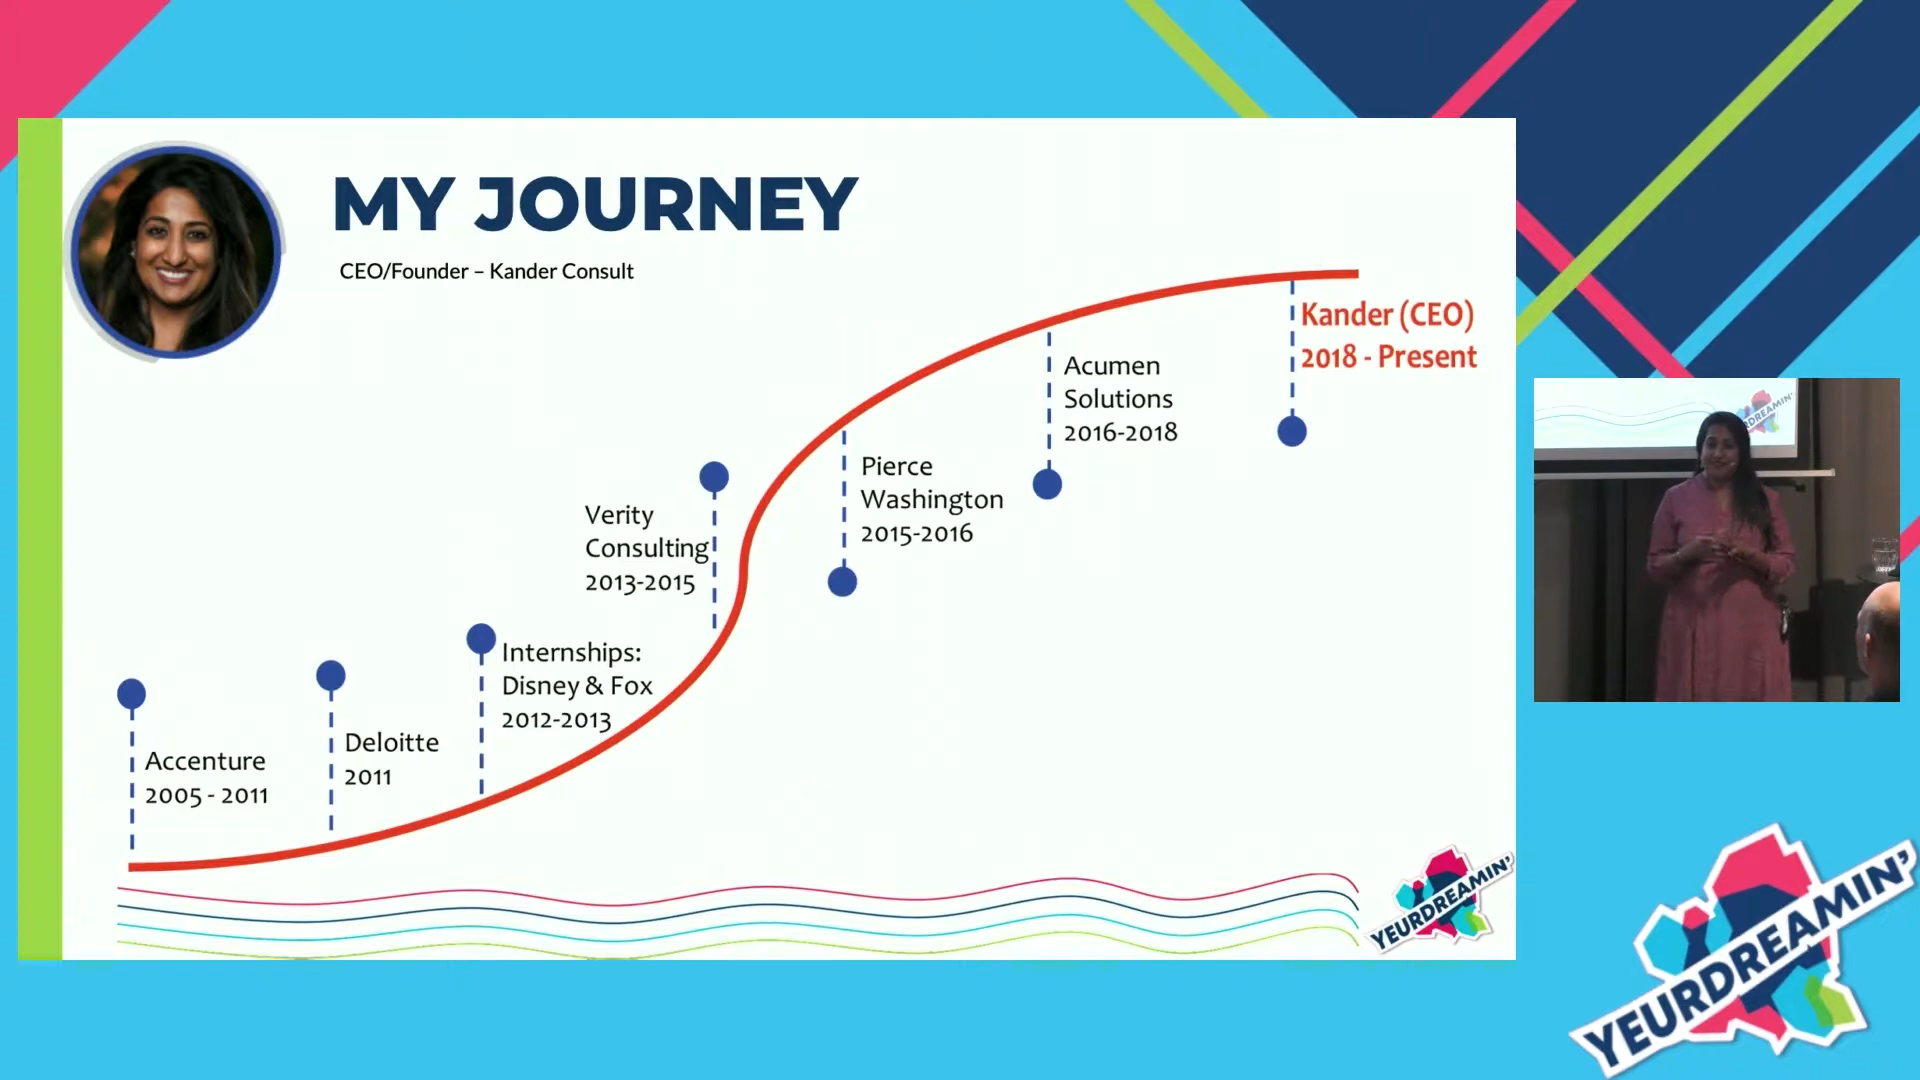 MY JOURNEY
CEO/Founder – Kander Consult
Kander (CEO)
2018 - Present
Acumen
Solutions
2016-2018
Pierce
Washington
2015-2016
Verity
Consulting
2013-2015
Internships:
Disney & Fox
2012-2013
Deloitte
2011
Accenture
2005 - 2011
YEURDREAMIN'
YEURDREAMIN'